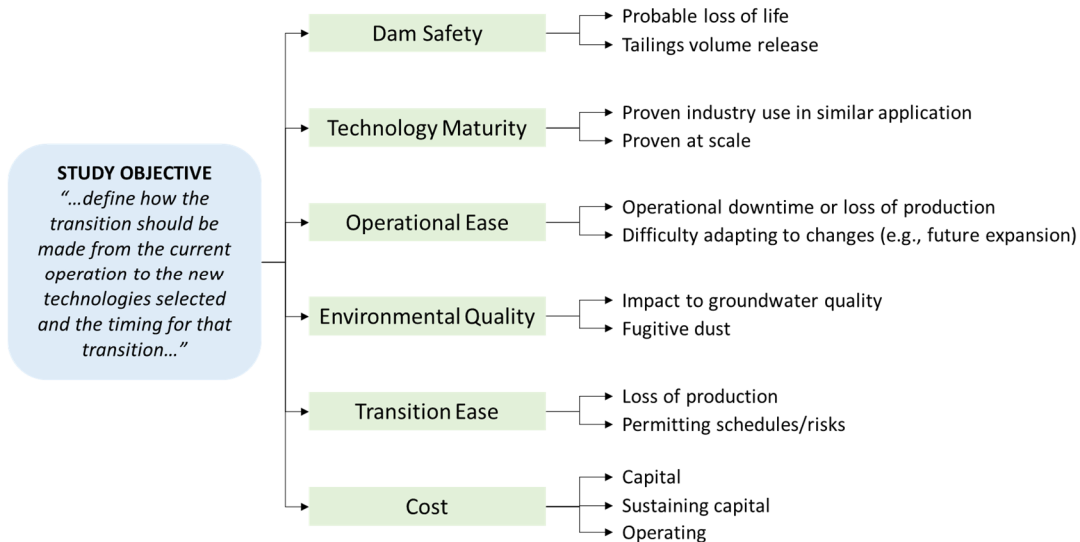 STUDY OBJECTIVE
“…define how the
transition should be
made from the current
operation to the new
technologies selected
and the timing for that
transition…”
Dam Safety
Probable loss of life
Tailings volume release
Technology Maturity
Proven industry use in similar application
Proven at scale
Operational Ease
Operational downtime or loss of production
Difficulty adapting to changes (e.g., future expansion)
Environmental Quality
Impact to groundwater quality
Fugitive dust
Transition Ease
Loss of production
Permitting schedules/risks
Cost
Capital
Sustaining capital
Operating